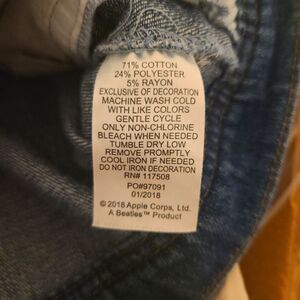 71% COTTON
24% POLYESTER
5% RAYON
EXCLUSIVE OF DECORATION
MACHINE WASH COLD
WITH LIKE COLORS
GENTLE CYCLE
ONLY NON-CHLORINE
BLEACH WHEN NEEDED
TUMBLE DRY LOW
REMOVE PROMPTLY
COOL IRON IF NEEDED
DO NOT IRON DECORATION
RN# 117508
PO#97091
01/2018
©2018 Apple Corps, Ltd.
A Beatles™ Product